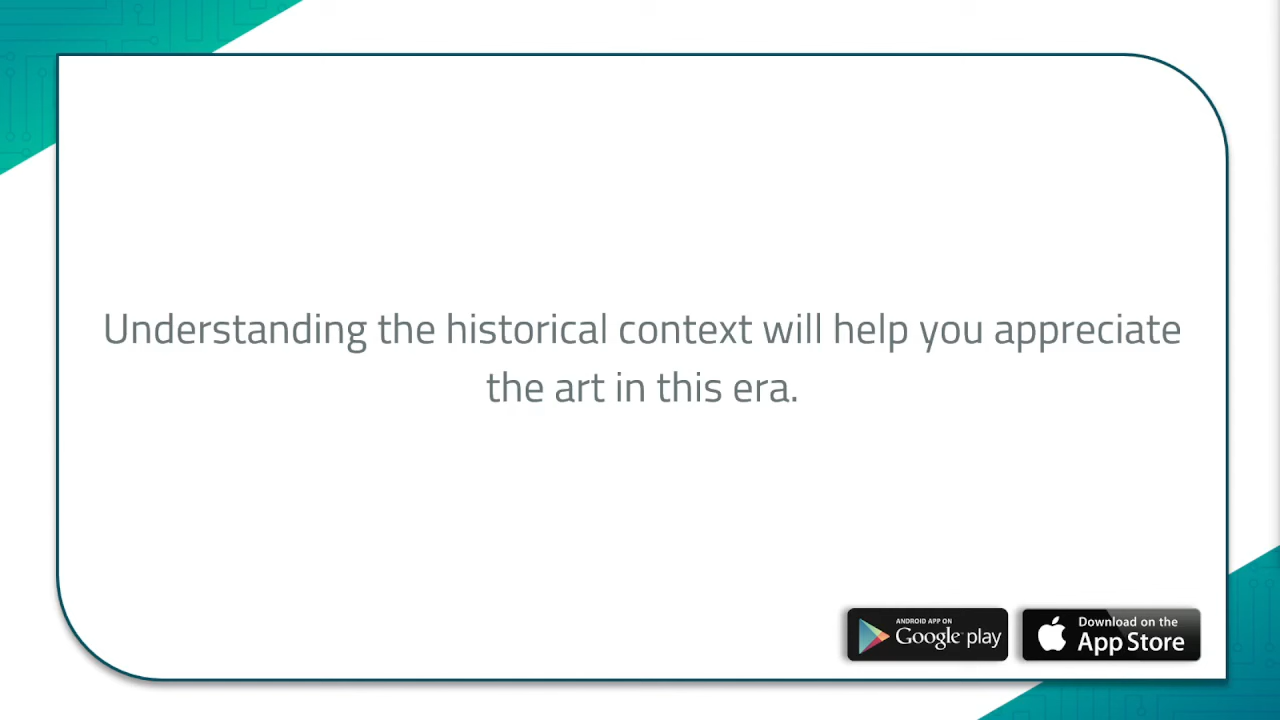 Understanding the historical context will help you appreciate
the art in this era.
ANDROID APP ON
Google play
Download on the
App Store